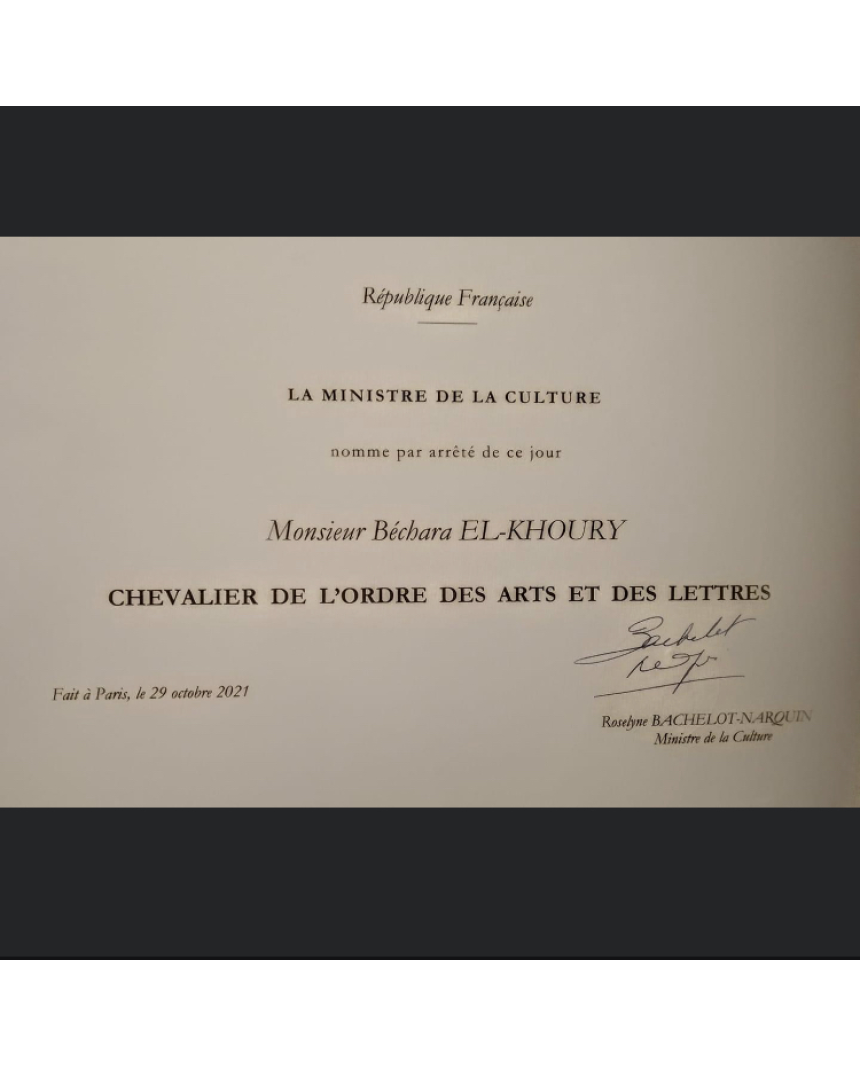 République Française
LA MINISTRE DE LA CULTURE
nomme par arrêté de ce jour
Monsieur Béchara EL-KHOURY
CHEVALIER DE L'ORDRE DES ARTS ET DES LETTRES
Bachelot
Fait à Paris, le 29 octobre 2021
Roselyne BACHELOT-NARQUIN
Ministre de la Culture